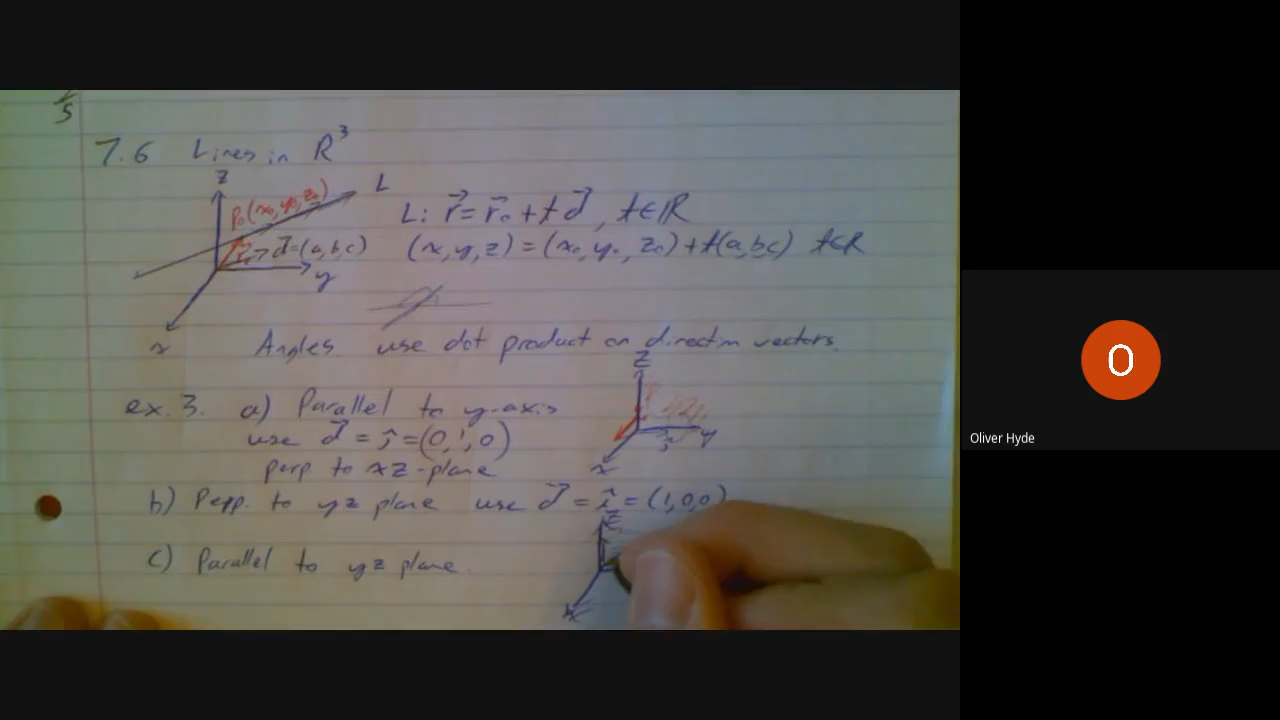 5
7.6 Lines in R³
z
L
P₀(x₀, y₀, z₀)
L: r⃗ = r⃗₀ + t d⃗, t∈R
r⃗₀ d⃗=(a,b,c)
(x, y, z) = (x₀, y₀, z₀) + t(a,b,c) t∈R
y
x
Angles use dot product on direction vectors.
z
ex. 3. a) Parallel to y-axis
y
use d⃗ = ĵ = (0, 1, 0)
x
perp. to xz-plane
b) Perp. to yz plane use d⃗ = î = (1,0,0)
z
c) Parallel to yz plane.
x
O
Oliver Hyde